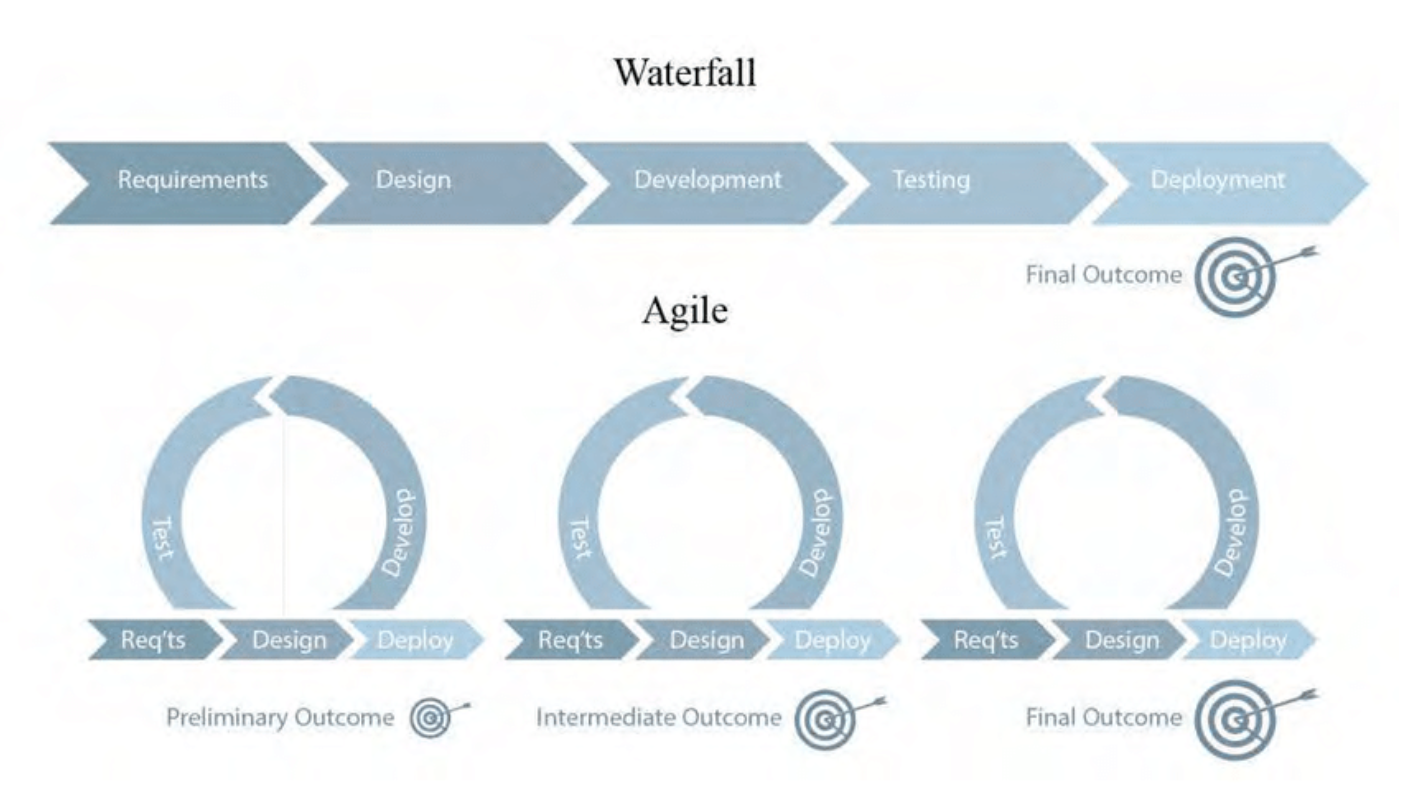 Waterfall
Requirements Design Development Testing Deployment
Final Outcome
Agile
Test Develop Test Develop Test Develop
Req'ts Design Deploy Req'ts Design Deploy Req'ts Design Deploy
Preliminary Outcome Intermediate Outcome Final Outcome